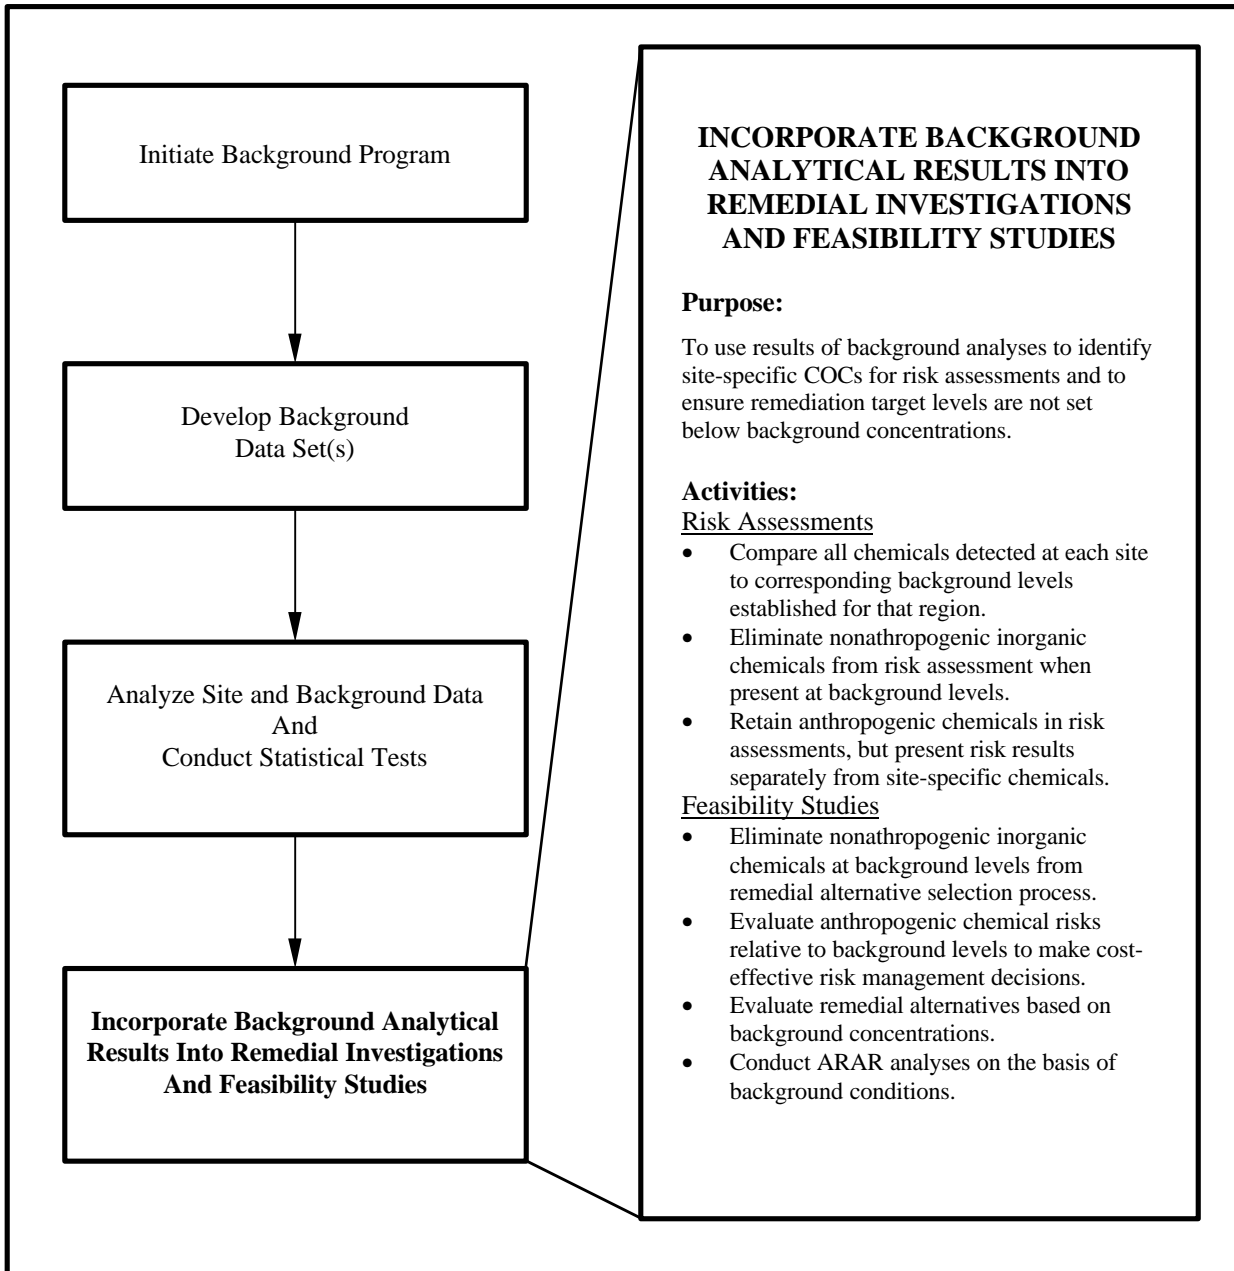 Initiate Background Program
Develop Background
Data Set(s)
Analyze Site and Background Data
And
Conduct Statistical Tests
Incorporate Background Analytical
Results Into Remedial Investigations
And Feasibility Studies
INCORPORATE BACKGROUND
ANALYTICAL RESULTS INTO
REMEDIAL INVESTIGATIONS
AND FEASIBILITY STUDIES
Purpose:
To use results of background analyses to identify
site-specific COCs for risk assessments and to
ensure remediation target levels are not set
below background concentrations.
Activities:
Risk Assessments
• Compare all chemicals detected at each site
to corresponding background levels
established for that region.
• Eliminate nonathropogenic inorganic
chemicals from risk assessment when
present at background levels.
• Retain anthropogenic chemicals in risk
assessments, but present risk results
separately from site-specific chemicals.
Feasibility Studies
• Eliminate nonathropogenic inorganic
chemicals at background levels from
remedial alternative selection process.
• Evaluate anthropogenic chemical risks
relative to background levels to make cost-
effective risk management decisions.
• Evaluate remedial alternatives based on
background concentrations.
• Conduct ARAR analyses on the basis of
background conditions.